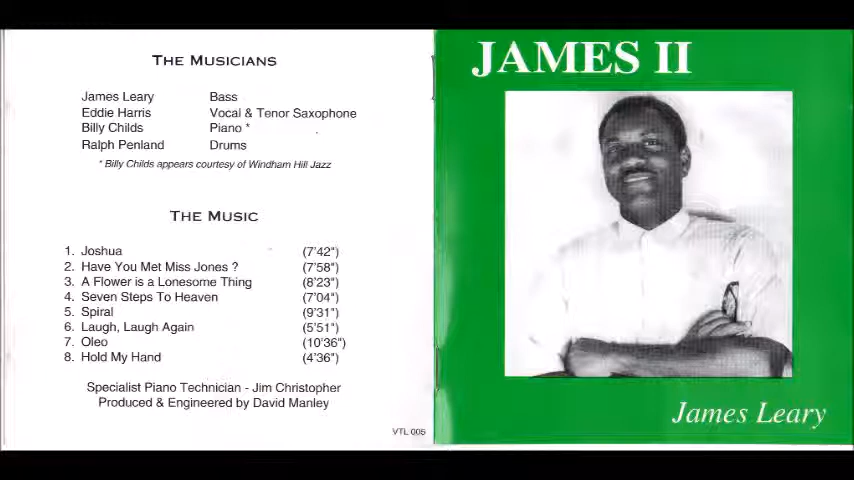 THE MUSICIANS
James Leary Bass
Eddie Harris Vocal & Tenor Saxophone
Billy Childs Piano *
Ralph Penland Drums
* Billy Childs appears courtesy of Windham Hill Jazz
THE MUSIC
1. Joshua (7'42")
2. Have You Met Miss Jones ? (7'58")
3. A Flower is a Lonesome Thing (8'23")
4. Seven Steps To Heaven (7'04")
5. Spiral (9'31")
6. Laugh, Laugh Again (5'51")
7. Oleo (10'36")
8. Hold My Hand (4'36")
Specialist Piano Technician - Jim Christopher
Produced & Engineered by David Manley
VTL 005
JAMES II
James Leary